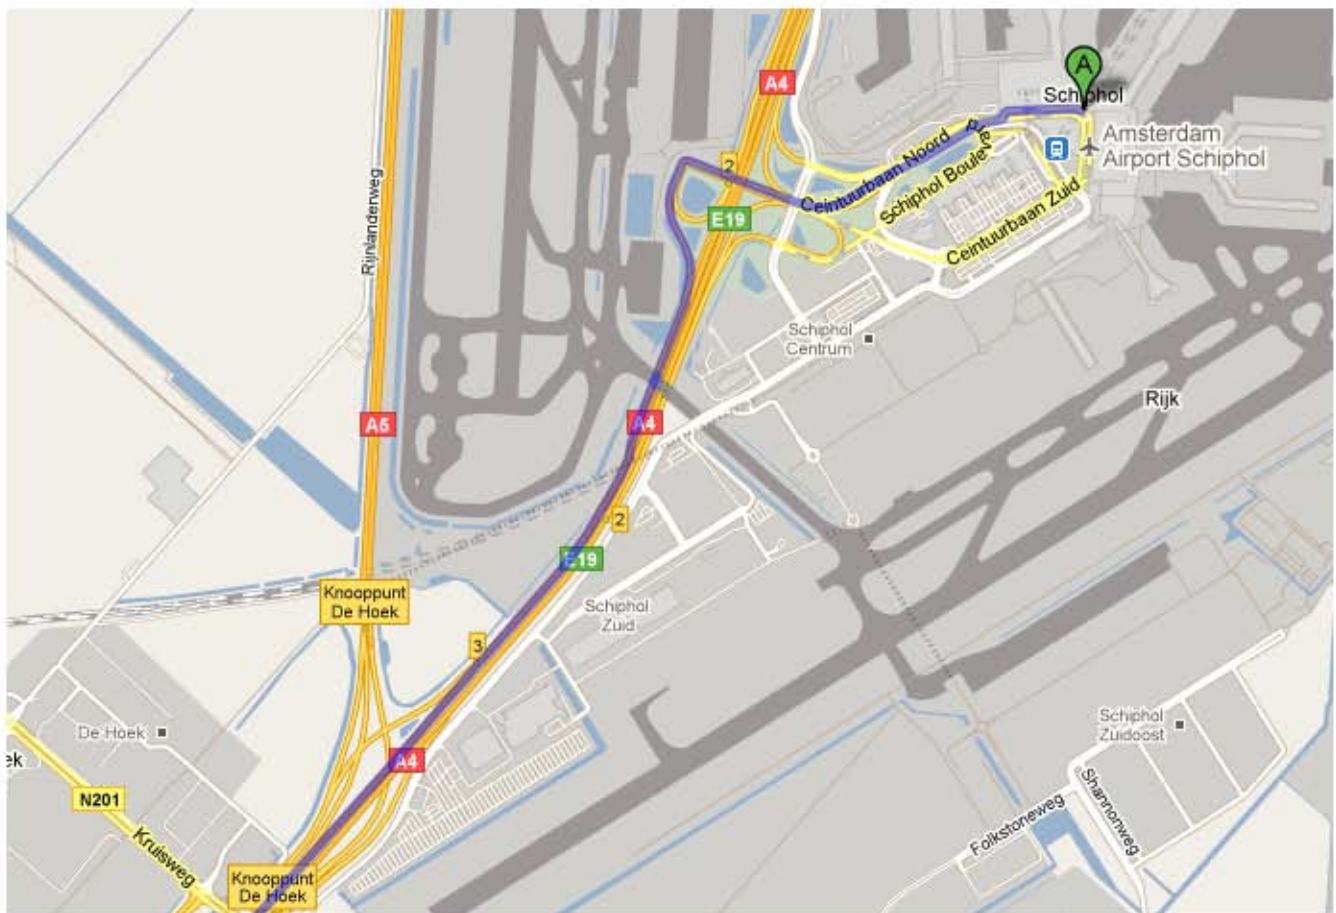 A4
A
Schiphol
Amsterdam
Airport Schiphol
2
Ceintuurbaan Noord
Schiphol Boulevard
E19
Ceintuurbaan Zuid
Rijnlanderweg
Schiphol
Centrum
Rijk
A5
A4
2
E19
Knooppunt
De Hoek
Schiphol
Zuid
3
De Hoek
A4
Schiphol
Zuidoost
ek
N201
Kruisweg
Shannonweg
Folkstoneweg
Knooppunt
De Hoek